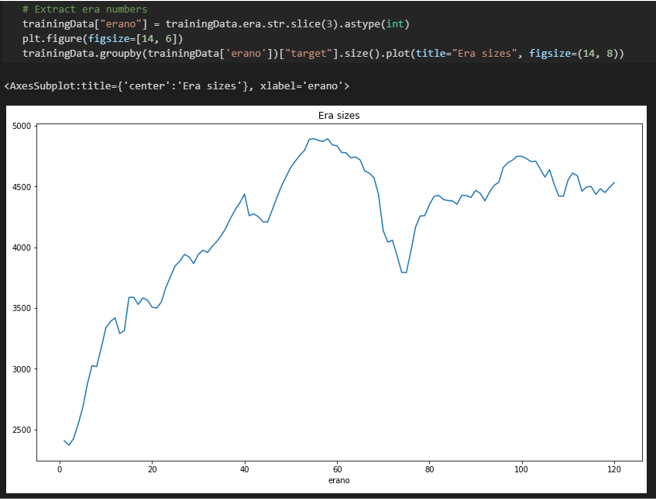 # Extract era numbers
trainingData["erano"] = trainingData.era.str.slice(3).astype(int)
plt.figure(figsize=[14, 6])
trainingData.groupby(trainingData['erano'])["target"].size().plot(title="Era sizes", figsize=(14, 8))
<AxesSubplot:title={'center':'Era sizes'}, xlabel='erano'>
Era sizes
5000
4500
4000
3500
3000
2500
0 20 40 60 80 100 120
erano